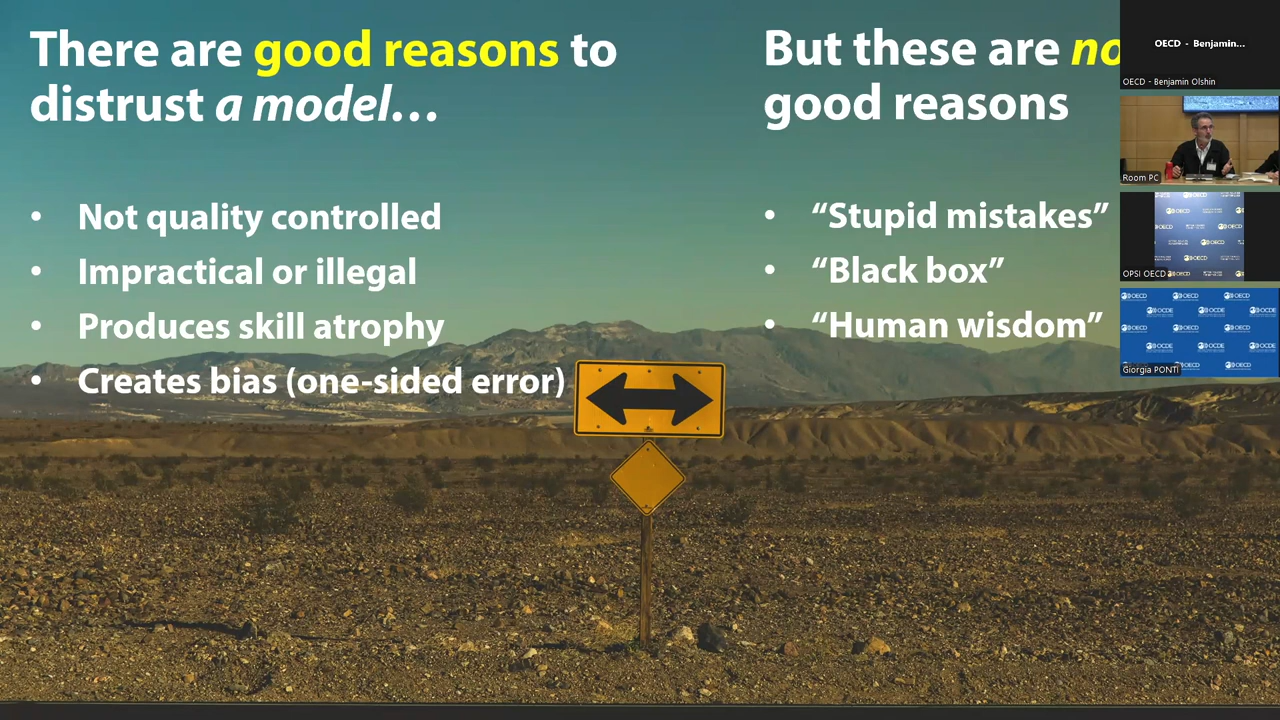 There are good reasons to
distrust a model…
• Not quality controlled
• Impractical or illegal
• Produces skill atrophy
• Creates bias (one-sided error)
But these are no
good reasons
• “Stupid mistakes”
• “Black box”
• “Human wisdom”
OECD - Benjamin...
OECD - Benjamin Olshin
Room PC
OPSI OECD
Giorgia PONTI